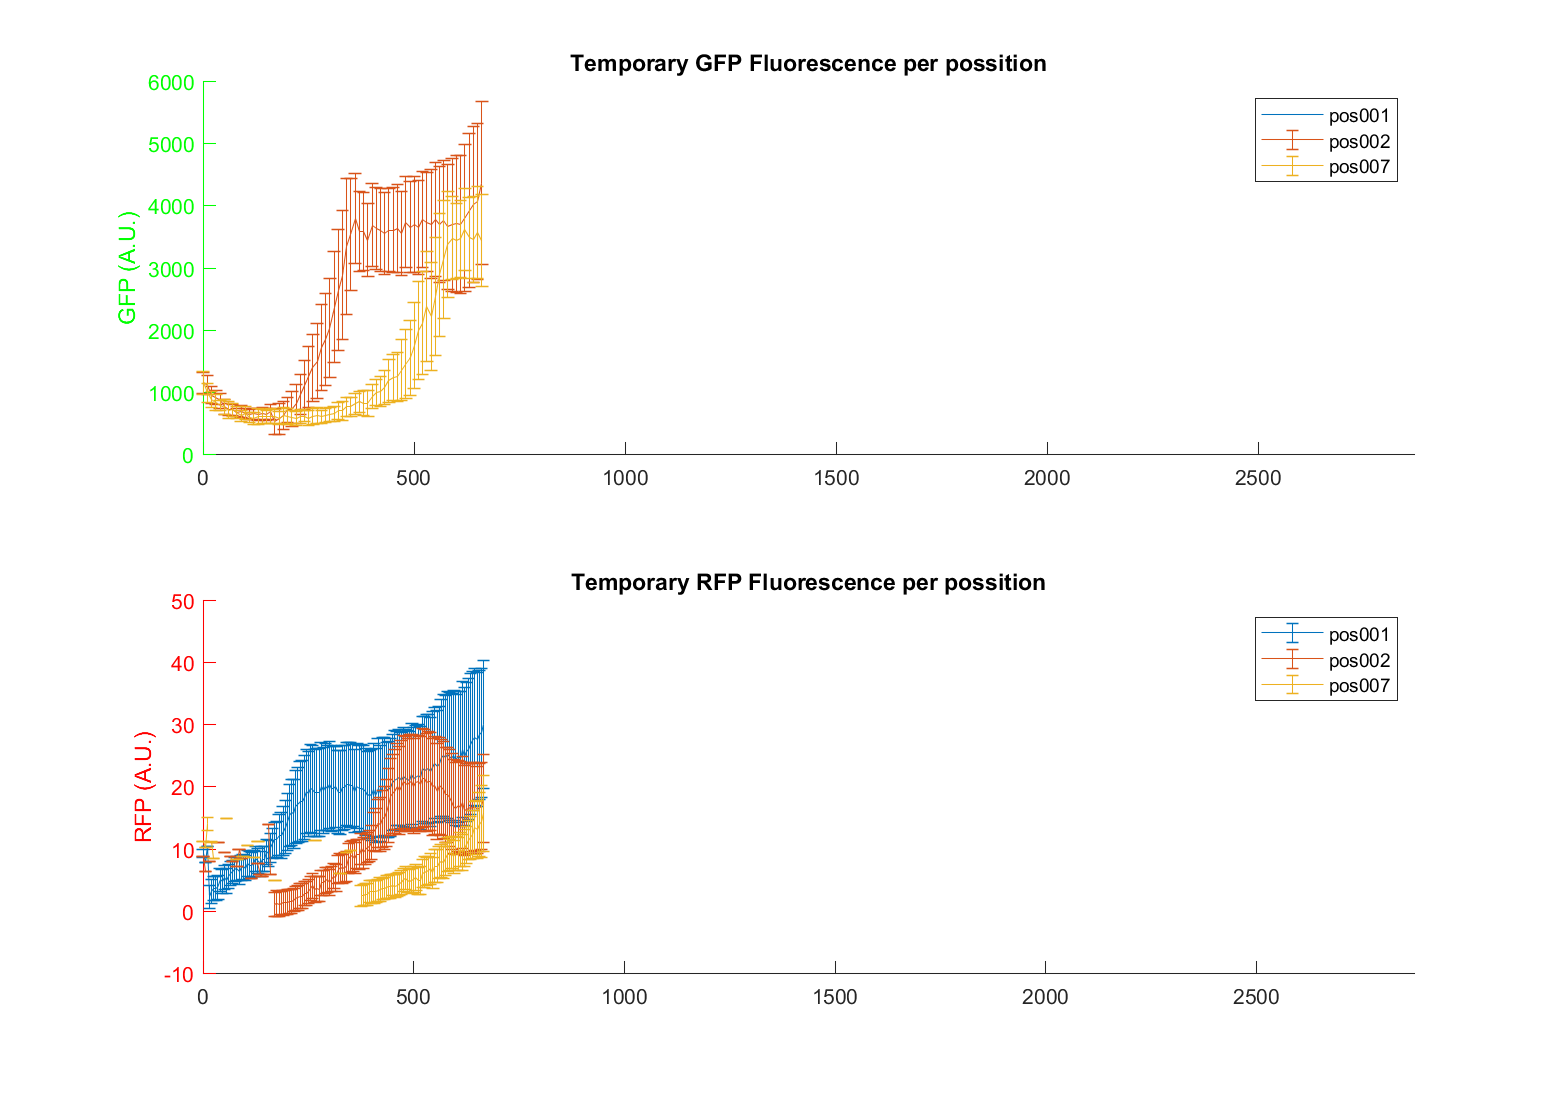 Temporary GFP Fluorescence per possition
6000
5000
4000
3000
2000
1000
0
GFP (A.U.)
0 500 1000 1500 2000 2500
pos001
pos002
pos007
Temporary RFP Fluorescence per possition
50
40
30
20
10
0
-10
RFP (A.U.)
0 500 1000 1500 2000 2500
pos001
pos002
pos007